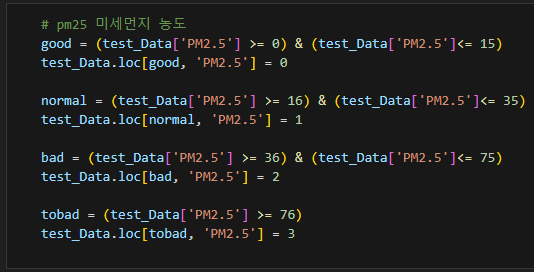 # pm25 미세먼지 농도
good = (test_Data['PM2.5'] >= 0) & (test_Data['PM2.5']<= 15)
test_Data.loc[good, 'PM2.5'] = 0
normal = (test_Data['PM2.5'] >= 16) & (test_Data['PM2.5']<= 35)
test_Data.loc[normal, 'PM2.5'] = 1
bad = (test_Data['PM2.5'] >= 36) & (test_Data['PM2.5']<= 75)
test_Data.loc[bad, 'PM2.5'] = 2
tobad = (test_Data['PM2.5'] >= 76)
test_Data.loc[tobad, 'PM2.5'] = 3